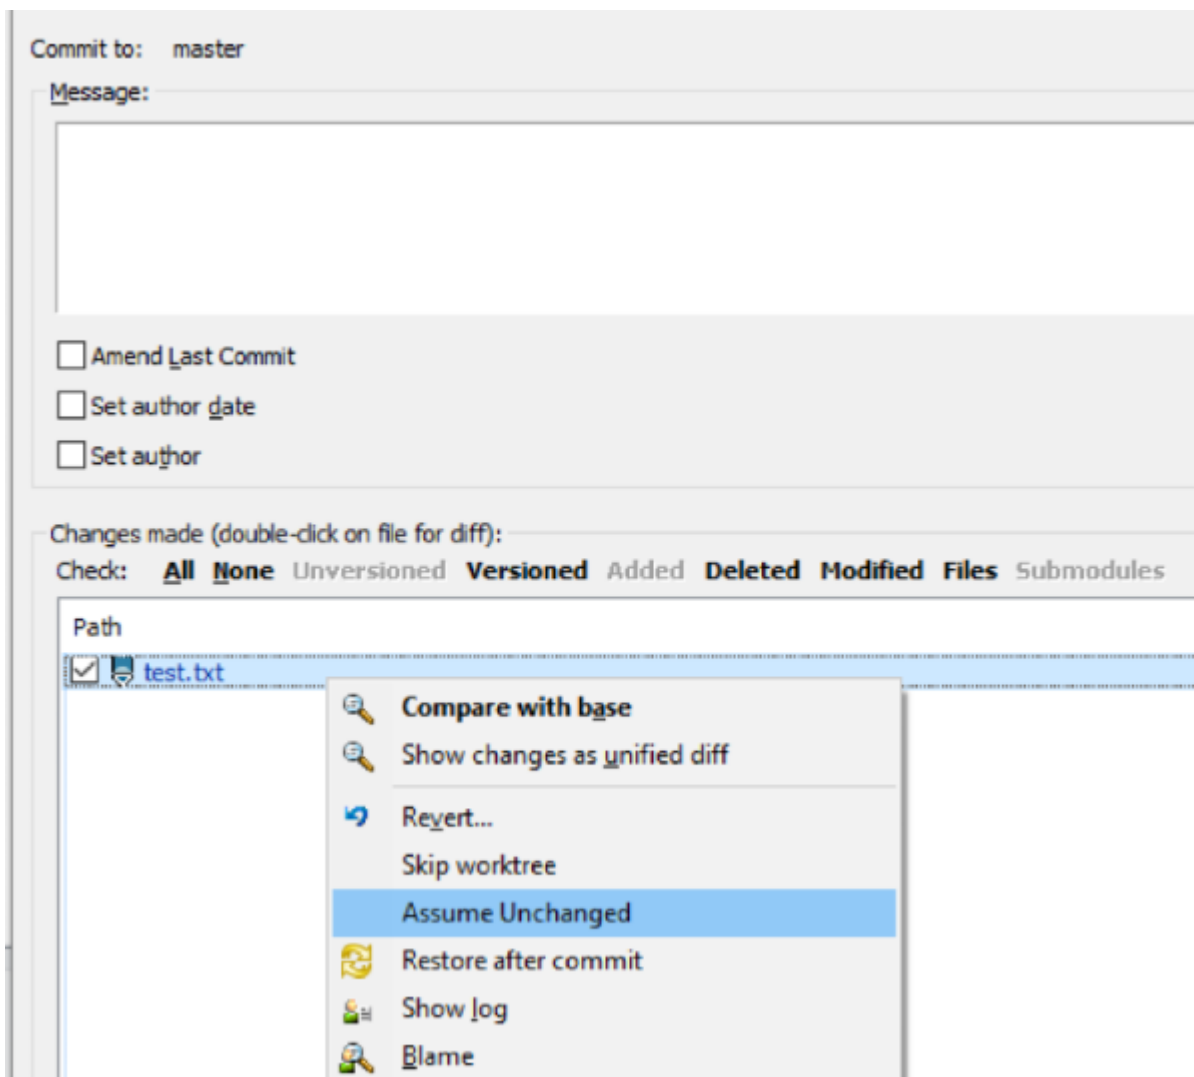 Commit to: master
Message:
Amend Last Commit
Set author date
Set author
Changes made (double-click on file for diff):
Check: All None Unversioned Versioned Added Deleted Modified Files Submodules
Path
test.txt
Compare with base
Show changes as unified diff
Revert...
Skip worktree
Assume Unchanged
Restore after commit
Show log
Blame